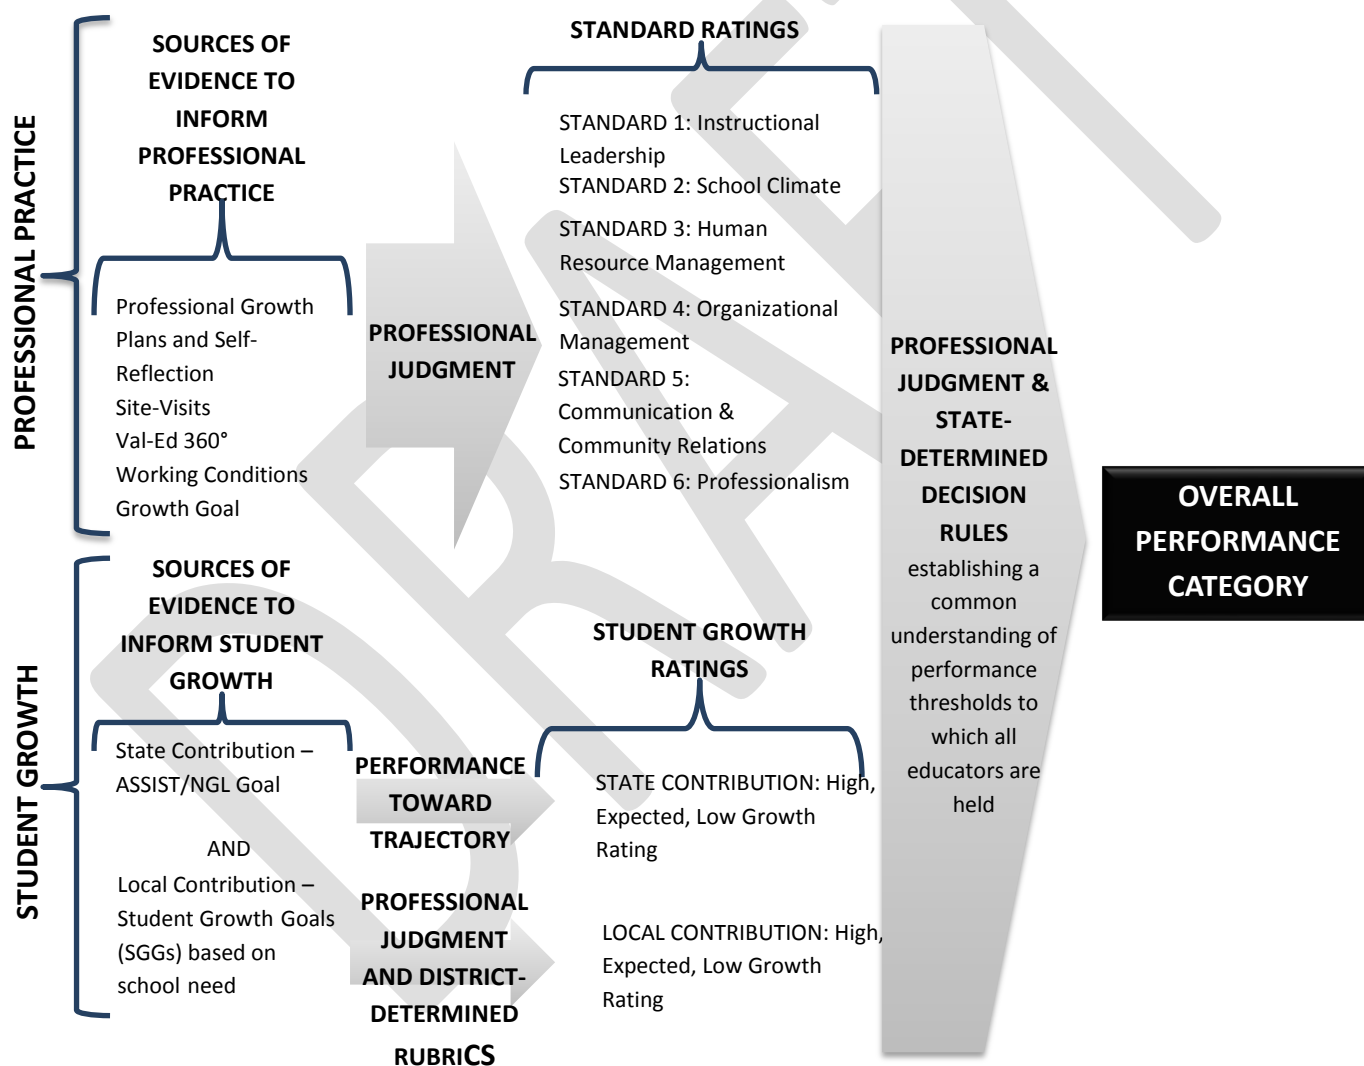 PROFESSIONAL PRACTICE
SOURCES OF
EVIDENCE TO
INFORM
PROFESSIONAL
PRACTICE
Professional Growth
Plans and Self-
Reflection
Site-Visits
Val-Ed 360°
Working Conditions
Growth Goal
PROFESSIONAL
JUDGMENT
STANDARD RATINGS
STANDARD 1: Instructional
Leadership
STANDARD 2: School Climate
STANDARD 3: Human
Resource Management
STANDARD 4: Organizational
Management
STANDARD 5:
Communication &
Community Relations
STANDARD 6: Professionalism
STUDENT GROWTH
SOURCES OF
EVIDENCE TO
INFORM STUDENT
GROWTH
State Contribution –
ASSIST/NGL Goal
AND
Local Contribution –
Student Growth Goals
(SGGs) based on
school need
PERFORMANCE
TOWARD
TRAJECTORY
PROFESSIONAL
JUDGMENT
AND DISTRICT-
DETERMINED
RUBRICS
STUDENT GROWTH
RATINGS
STATE CONTRIBUTION: High,
Expected, Low Growth
Rating
LOCAL CONTRIBUTION: High,
Expected, Low Growth
Rating
PROFESSIONAL
JUDGMENT &
STATE-
DETERMINED
DECISION
RULES
establishing a
common
understanding of
performance
thresholds to
which all
educators are
held
OVERALL
PERFORMANCE
CATEGORY
DRAFT